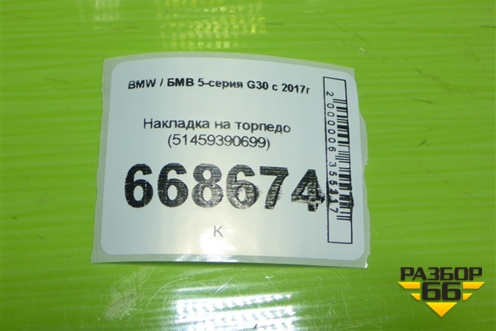 BMW / БМВ 5-серия G30 с 2017г
Накладка на торпедо
(51459390699)
668674
K
РАЗБОР
66